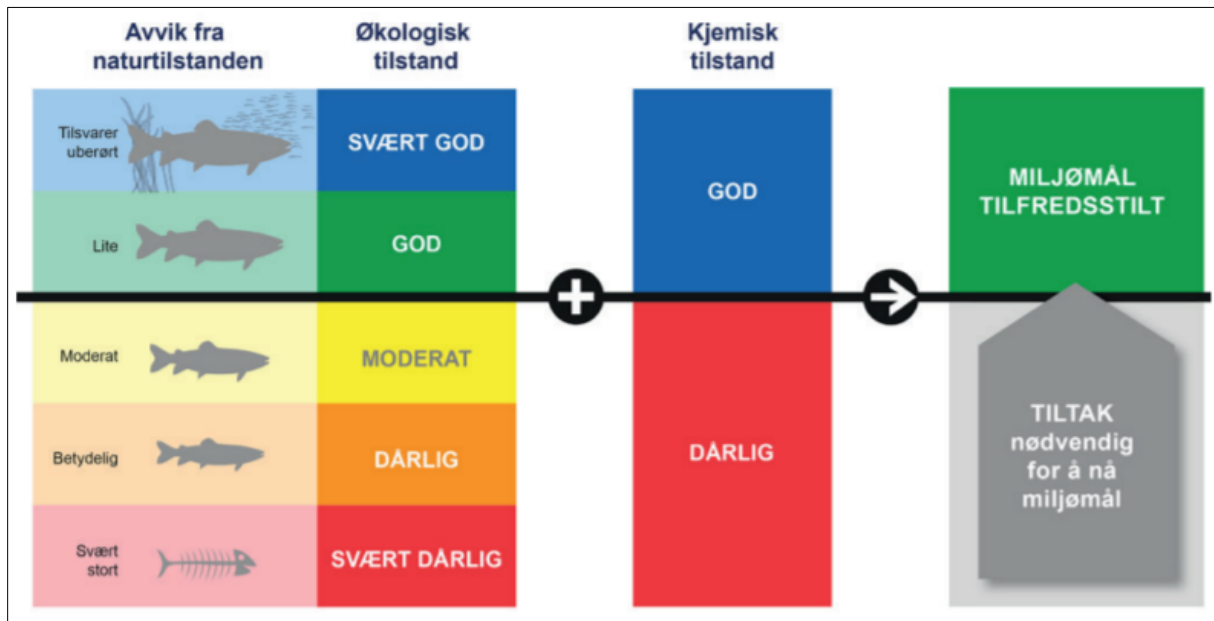 Avvik fra
naturtilstanden
Økologisk
tilstand
Kjemisk
tilstand
Tilsvarer
uberørt
SVÆRT GOD
Lite
GOD
GOD
MILJØMÅL
TILFREDSSTILT
Moderat
MODERAT
Betydelig
DÅRLIG
DÅRLIG
TILTAK
nødvendig
for å nå
miljømål
Svært
stort
SVÆRT DÅRLIG